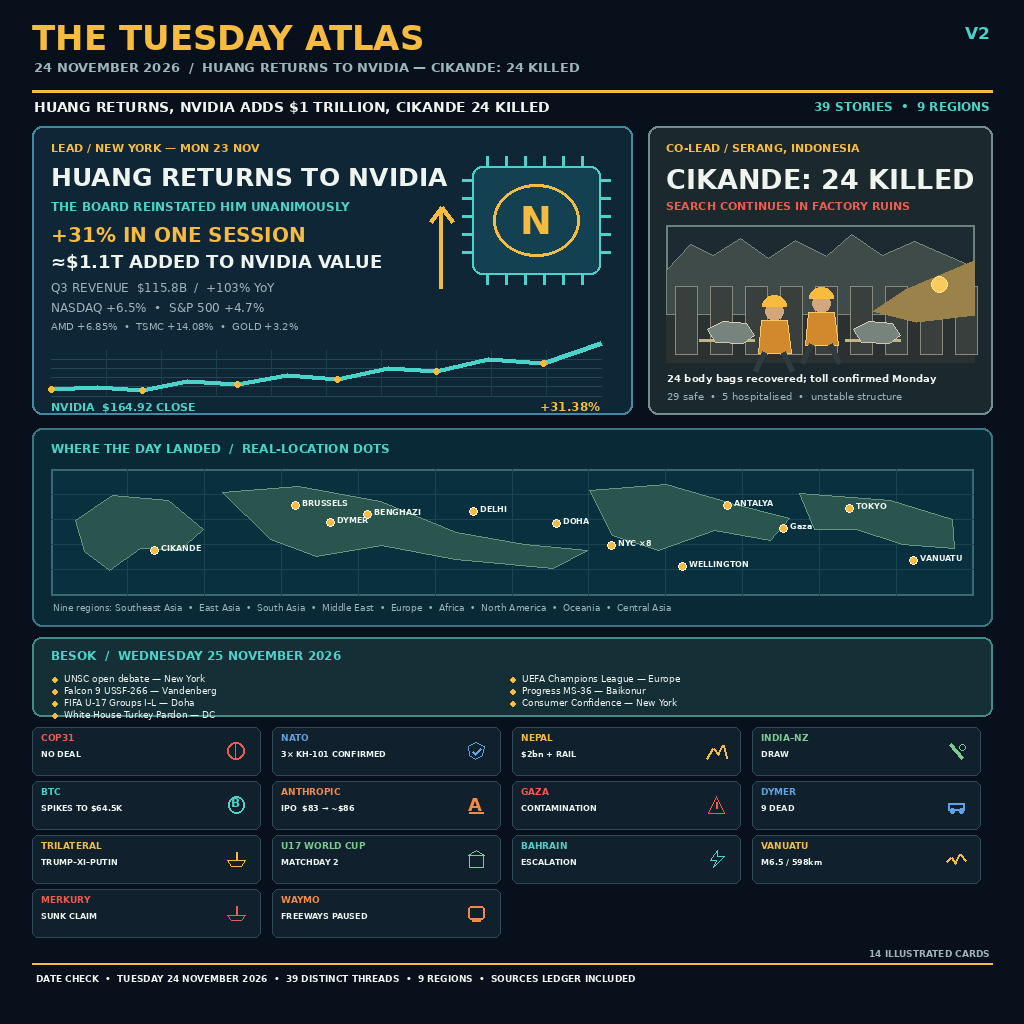 THE TUESDAY ATLAS
V2
24 NOVEMBER 2026 / HUANG RETURNS TO NVIDIA — CIKANDE: 24 KILLED
HUANG RETURNS, NVIDIA ADDS $1 TRILLION, CIKANDE 24 KILLED
39 STORIES • 9 REGIONS
LEAD / NEW YORK — MON 23 NOV
HUANG RETURNS TO NVIDIA
THE BOARD REINSTATED HIM UNANIMOUSLY
+31% IN ONE SESSION
≈$1.1T ADDED TO NVIDIA VALUE
Q3 REVENUE $115.8B / +103% YoY
NASDAQ +6.5% • S&P 500 +4.7%
AMD +6.85% • TSMC +14.08% • GOLD +3.2%
N
NVIDIA $164.92 CLOSE
+31.38%
CO-LEAD / SERANG, INDONESIA
CIKANDE: 24 KILLED
SEARCH CONTINUES IN FACTORY RUINS
24 body bags recovered; toll confirmed Monday
29 safe • 5 hospitalised • unstable structure
WHERE THE DAY LANDED / REAL-LOCATION DOTS
BRUSSELS
BENGHAZI
DYMER
DELHI
DOHA
ANTALYA
TOKYO
Gaza
CIKANDE
NYC ×8
WELLINGTON
VANUATU
Nine regions: Southeast Asia • East Asia • South Asia • Middle East • Europe • Africa • North America • Oceania • Central Asia
BESOK / WEDNESDAY 25 NOVEMBER 2026
UNSC open debate — New York
Falcon 9 USSF-266 — Vandenberg
FIFA U-17 Groups I–L — Doha
White House Turkey Pardon — DC
UEFA Champions League — Europe
Progress MS-36 — Baikonur
Consumer Confidence — New York
COP31
NO DEAL
NATO
3× KH-101 CONFIRMED
NEPAL
$2bn + RAIL
INDIA–NZ
DRAW
BTC
SPIKES TO $64.5K
B
ANTHROPIC
IPO $83 → ~$86
A
GAZA
CONTAMINATION
DYMER
9 DEAD
TRILATERAL
TRUMP–XI–PUTIN
U17 WORLD CUP
MATCHDAY 2
BAHRAIN
ESCALATION
VANUATU
M6.5 / 598km
MERKURY
SUNK CLAIM
WAYMO
FREEWAYS PAUSED
14 ILLUSTRATED CARDS
DATE CHECK • TUESDAY 24 NOVEMBER 2026 • 39 DISTINCT THREADS • 9 REGIONS • SOURCES LEDGER INCLUDED